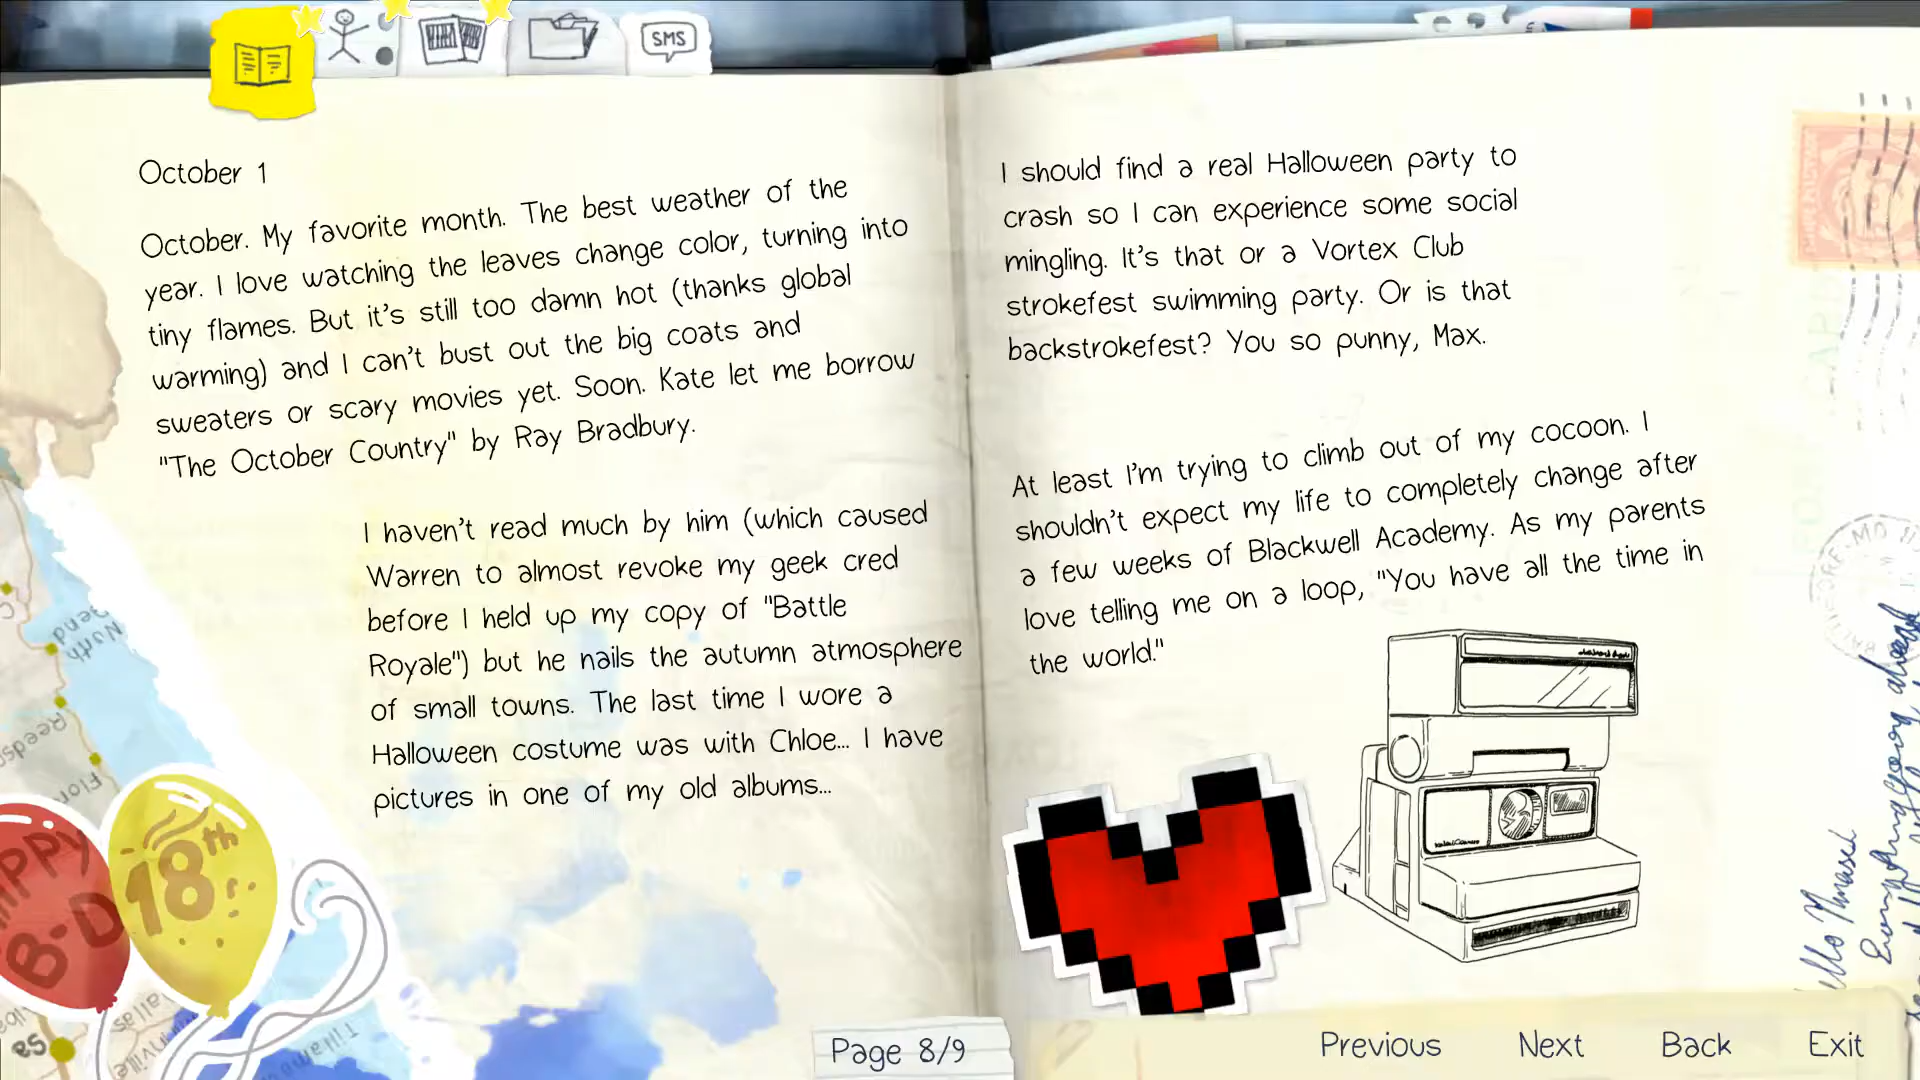 SMS
October 1
October. My favorite month. The best weather of the
year. I love watching the leaves change color, turning into
tiny flames. But it's still too damn hot (thanks global
warming) and I can't bust out the big coats and
sweaters or scary movies yet. Soon. Kate let me borrow
"The October Country" by Ray Bradbury.
I haven't read much by him (which caused
Warren to almost revoke my geek cred
before I held up my copy of "Battle
Royale") but he nails the autumn atmosphere
of small towns. The last time I wore a
Halloween costume was with Chloe... I have
pictures in one of my old albums...
I should find a real Halloween party to
crash so I can experience some social
mingling. It's that or a Vortex Club
strokefest swimming party. Or is that
backstrokefest? You so punny, Max.
At least I'm trying to climb out of my cocoon. I
shouldn't expect my life to completely change after
a few weeks of Blackwell Academy. As my parents
love telling me on a loop, "You have all the time in
the world."
North
Bend
Reedsp
Flor
HAPPY
B-D
18th
Dallas
Tillamo
Page 8/9
Previous
Next
Back
Exit